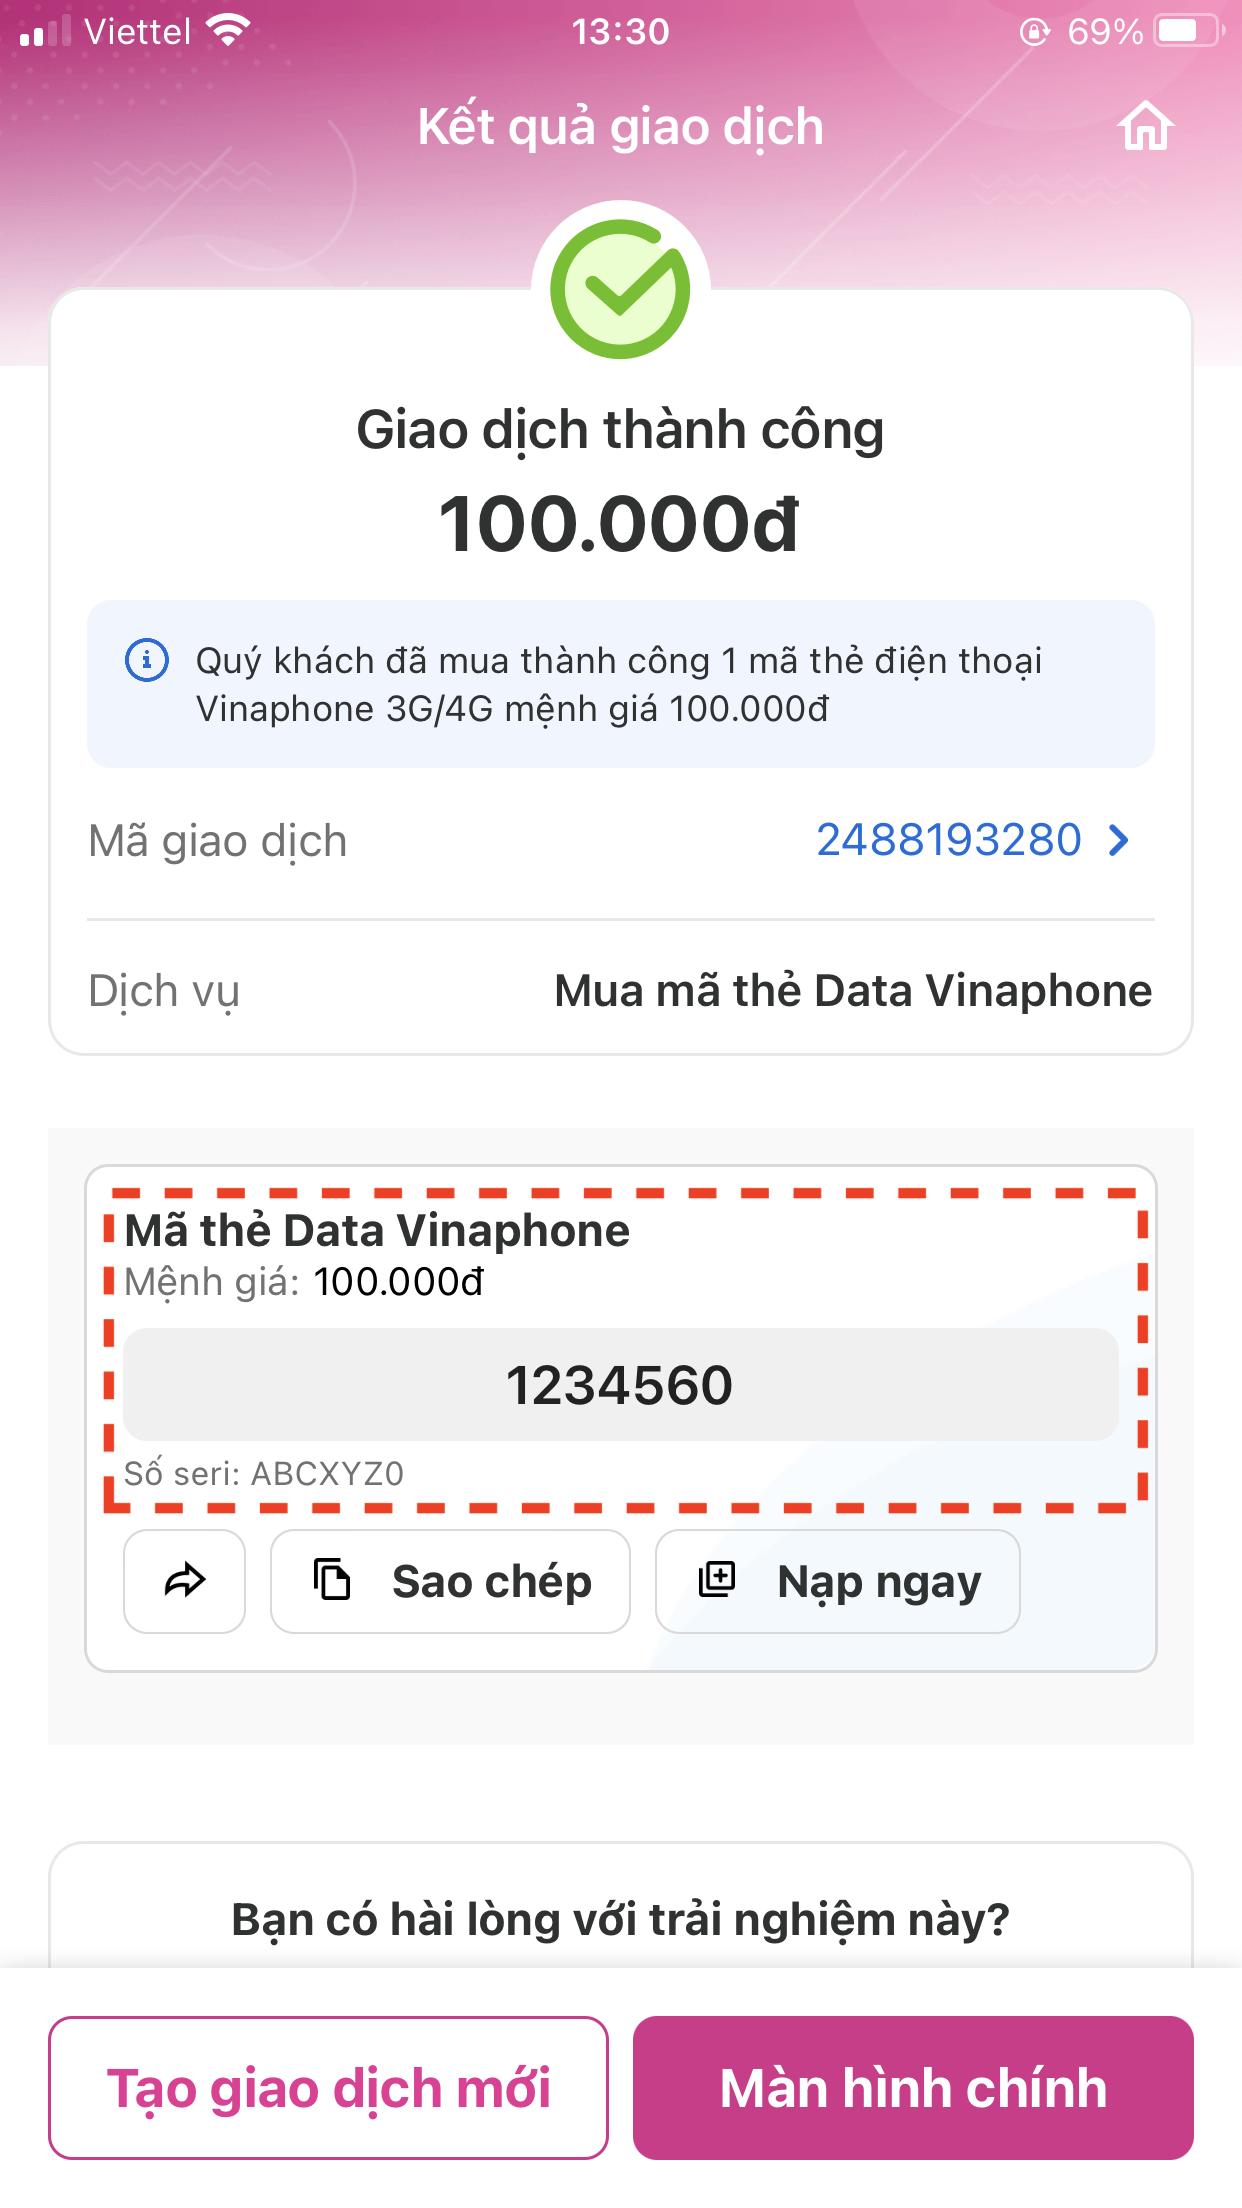 Viettel 13:30 69%
Kết quả giao dịch
Giao dịch thành công
100.000đ
Quý khách đã mua thành công 1 mã thẻ điện thoại
Vinaphone 3G/4G mệnh giá 100.000đ
Mã giao dịch 2488193280
Dịch vụ Mua mã thẻ Data Vinaphone
Mã thẻ Data Vinaphone
Mệnh giá: 100.000đ
1234560
Số seri: ABCXYZ0
Sao chép Nạp ngay
Bạn có hài lòng với trải nghiệm này?
Tạo giao dịch mới Màn hình chính